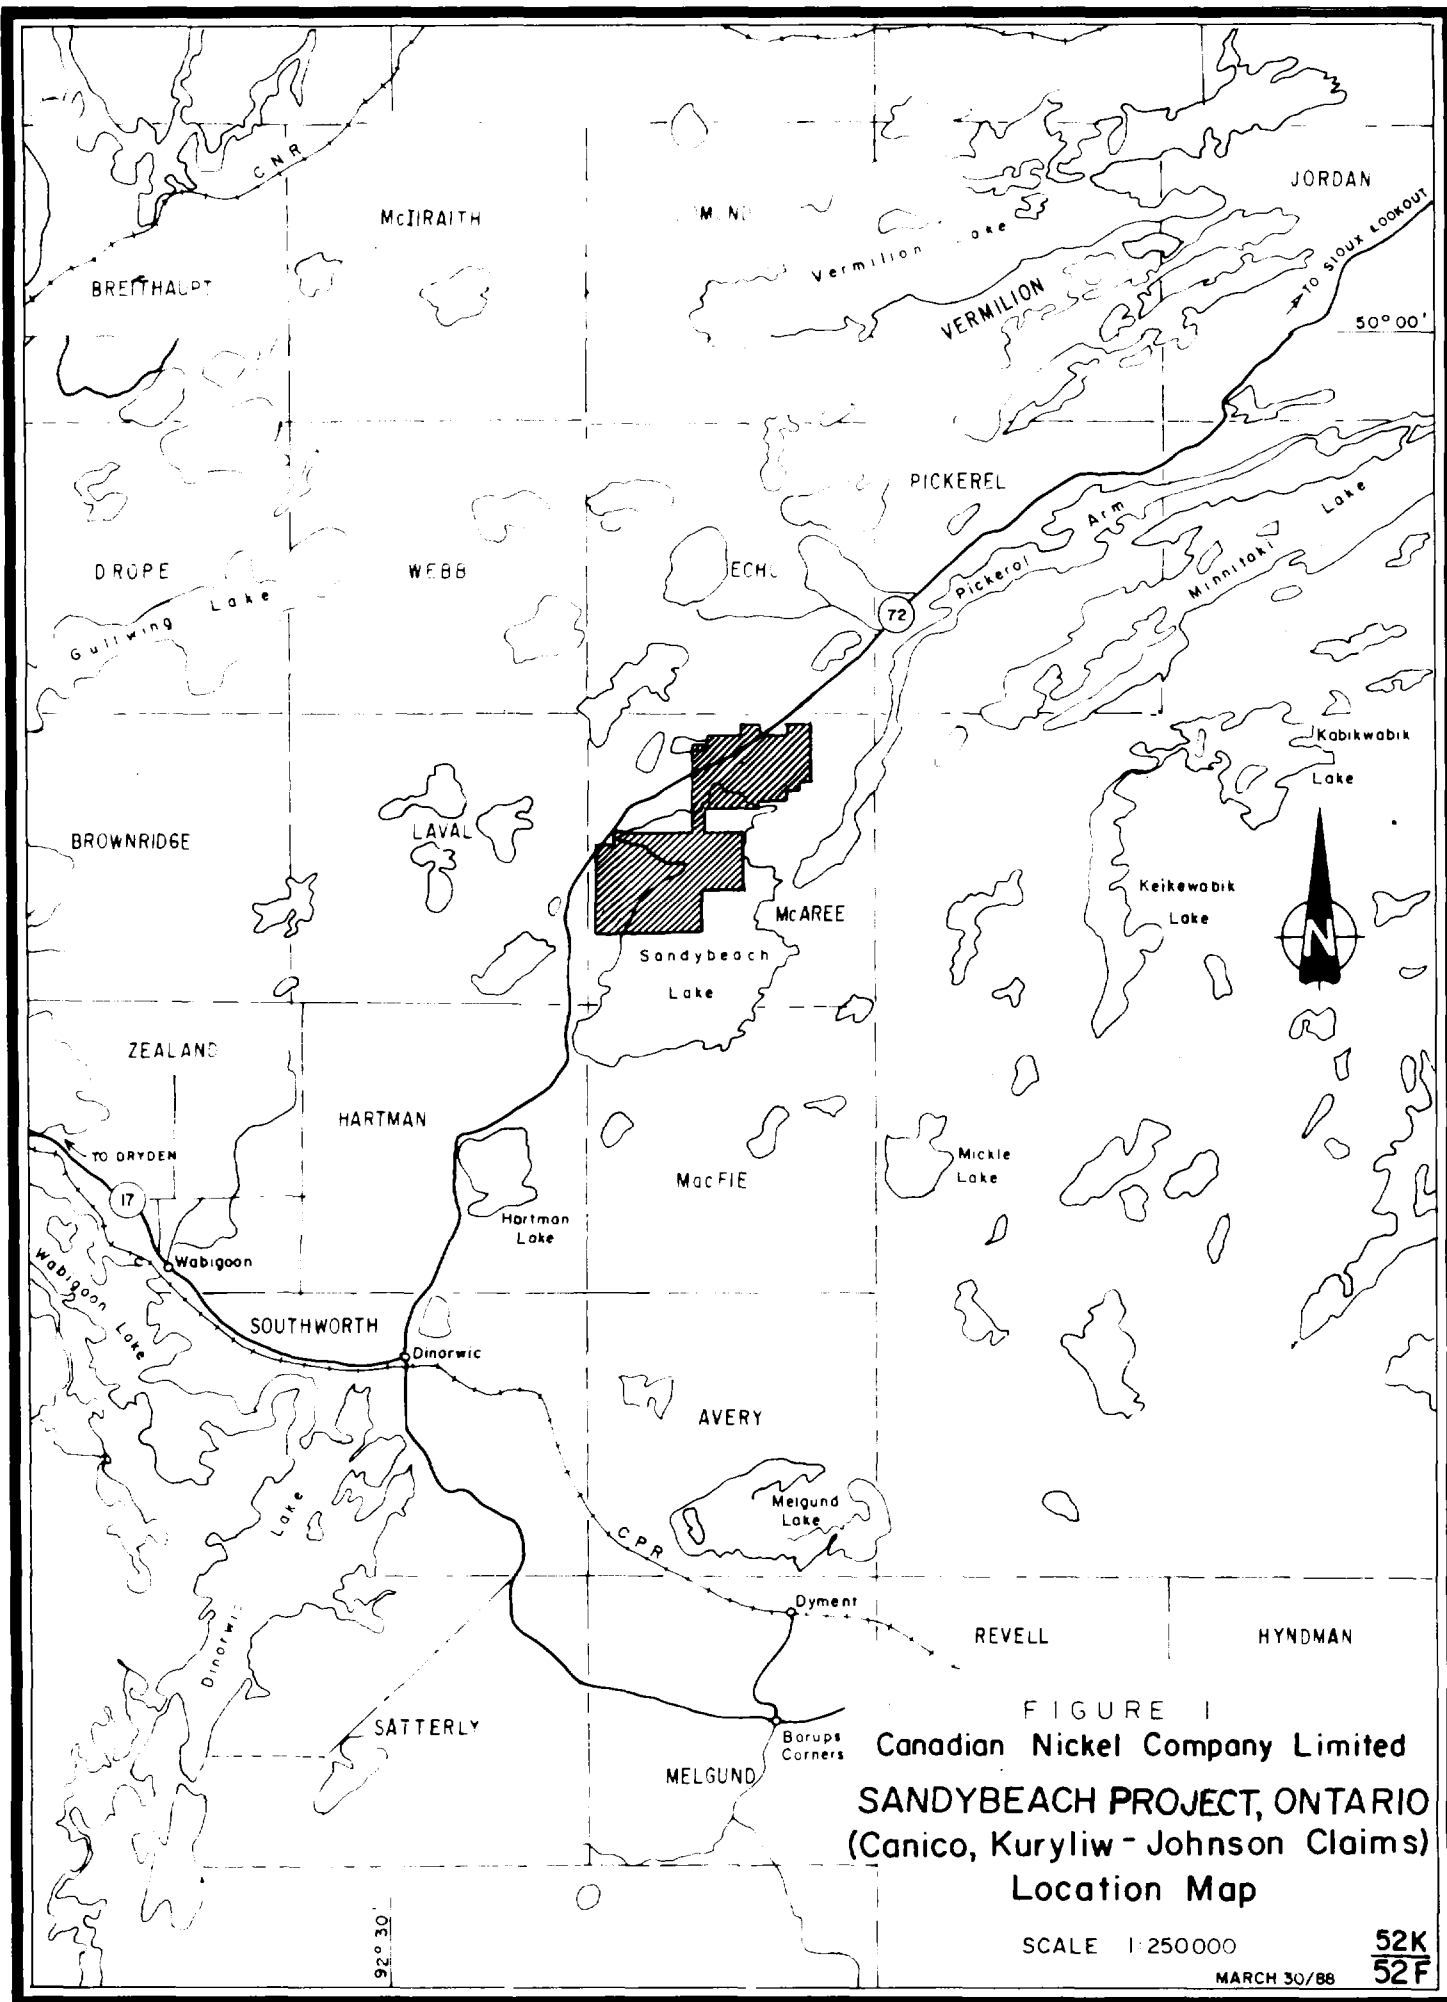 CNR
JORDAN
McIlRAITH
Vermilion
TO SIOUX LOOKOUT
BREITHAUPT
VERMILION
50°00'
PICKEREL
Pickerel Arm
Minnitaki Lake
DROPE
WEBB
Gullwing Lake
72
Kabikwabik
Lake
LAVAL
BROWNRIDGE
Keikewabik
Lake
McAREE
Sandybeach
Lake
ZEALAND
HARTMAN
TO DRYDEN
17
Mickle
Lake
MacFIE
Hartman
Lake
Wabigoon
Wabigoon Lake
SOUTHWORTH
Dinorwic
AVERY
Melgund
Lake
CPR
Dinorwic Lake
Dyment
REVELL
HYNDMAN
SATTERLY
Borups
Corners
MELGUND
FIGURE 1
Canadian Nickel Company Limited
SANDYBEACH PROJECT, ONTARIO
(Canico, Kuryliw - Johnson Claims)
Location Map
92°30'
SCALE 1:250000
52K
52F
MARCH 30/88
N